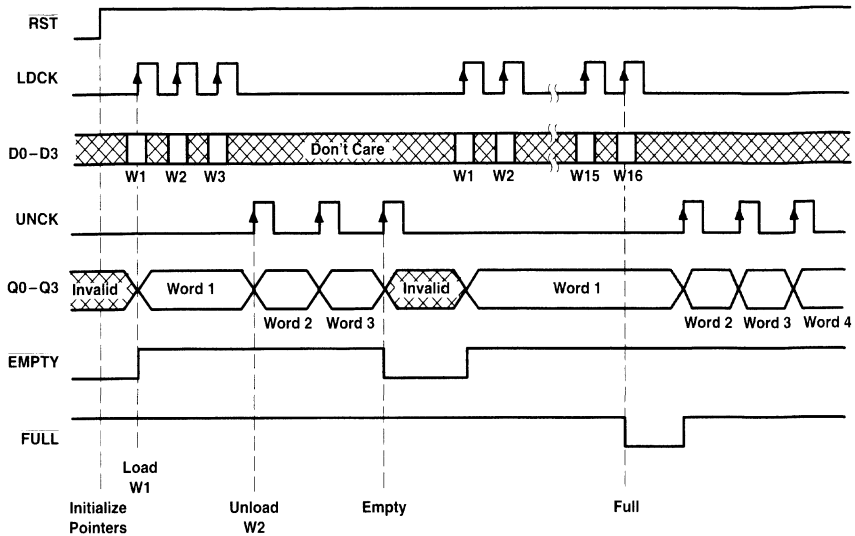 RST
LDCK
D0–D3
Don't Care
W1 W2 W3 W1 W2 W15 W16
UNCK
Q0–Q3
Invalid Word 1 Invalid Word 1
Word 2 Word 3 Word 2 Word 3 Word 4
EMPTY
FULL
Load
W1
Initialize
Pointers
Unload
W2
Empty
Full